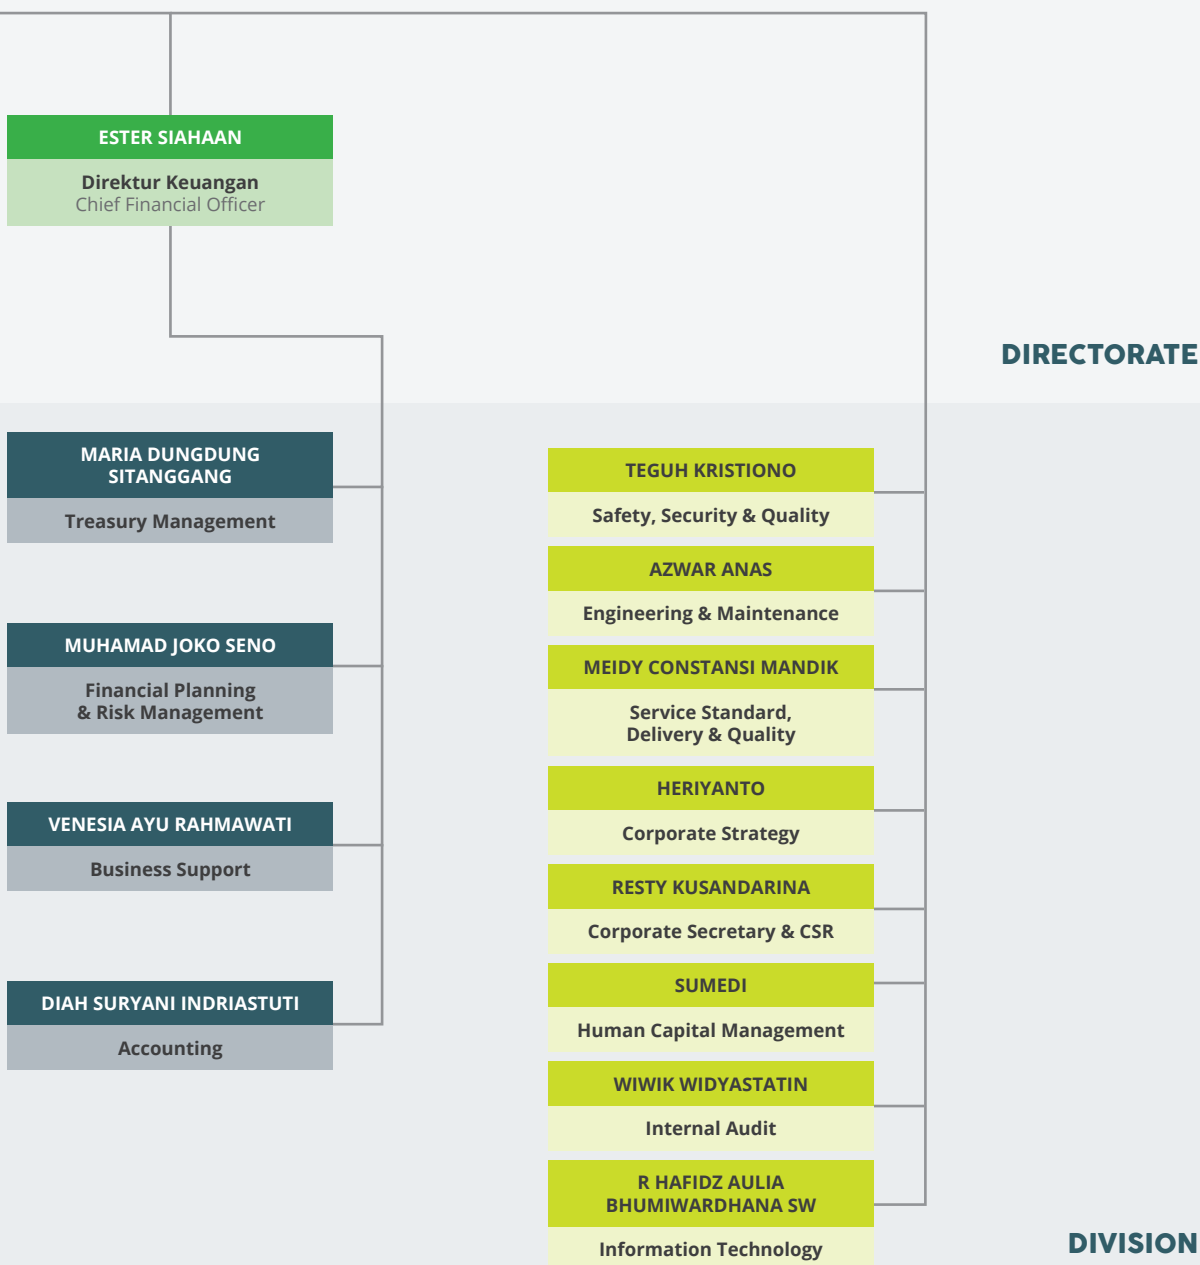 ESTER SIAHAAN
Direktur Keuangan
Chief Financial Officer
DIRECTORATE
MARIA DUNGDUNG
SITANGGANG
Treasury Management
MUHAMAD JOKO SENO
Financial Planning
& Risk Management
VENESIA AYU RAHMAWATI
Business Support
DIAH SURYANI INDRIASTUTI
Accounting
TEGUH KRISTIONO
Safety, Security & Quality
AZWAR ANAS
Engineering & Maintenance
MEIDY CONSTANSI MANDIK
Service Standard,
Delivery & Quality
HERIYANTO
Corporate Strategy
RESTY KUSANDARINA
Corporate Secretary & CSR
SUMEDI
Human Capital Management
WIWIK WIDYASTATIN
Internal Audit
R HAFIDZ AULIA
BHUMIWARDHANA SW
Information Technology
DIVISION